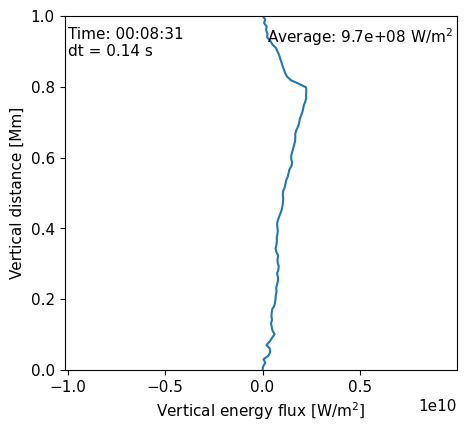 Time: 00:08:31
dt = 0.14 s
Average: 9.7e+08 W/m²
1.0
0.8
0.6
0.4
0.2
0.0
Vertical distance [Mm]
−1.0 −0.5 0.0 0.5
1e10
Vertical energy flux [W/m²]